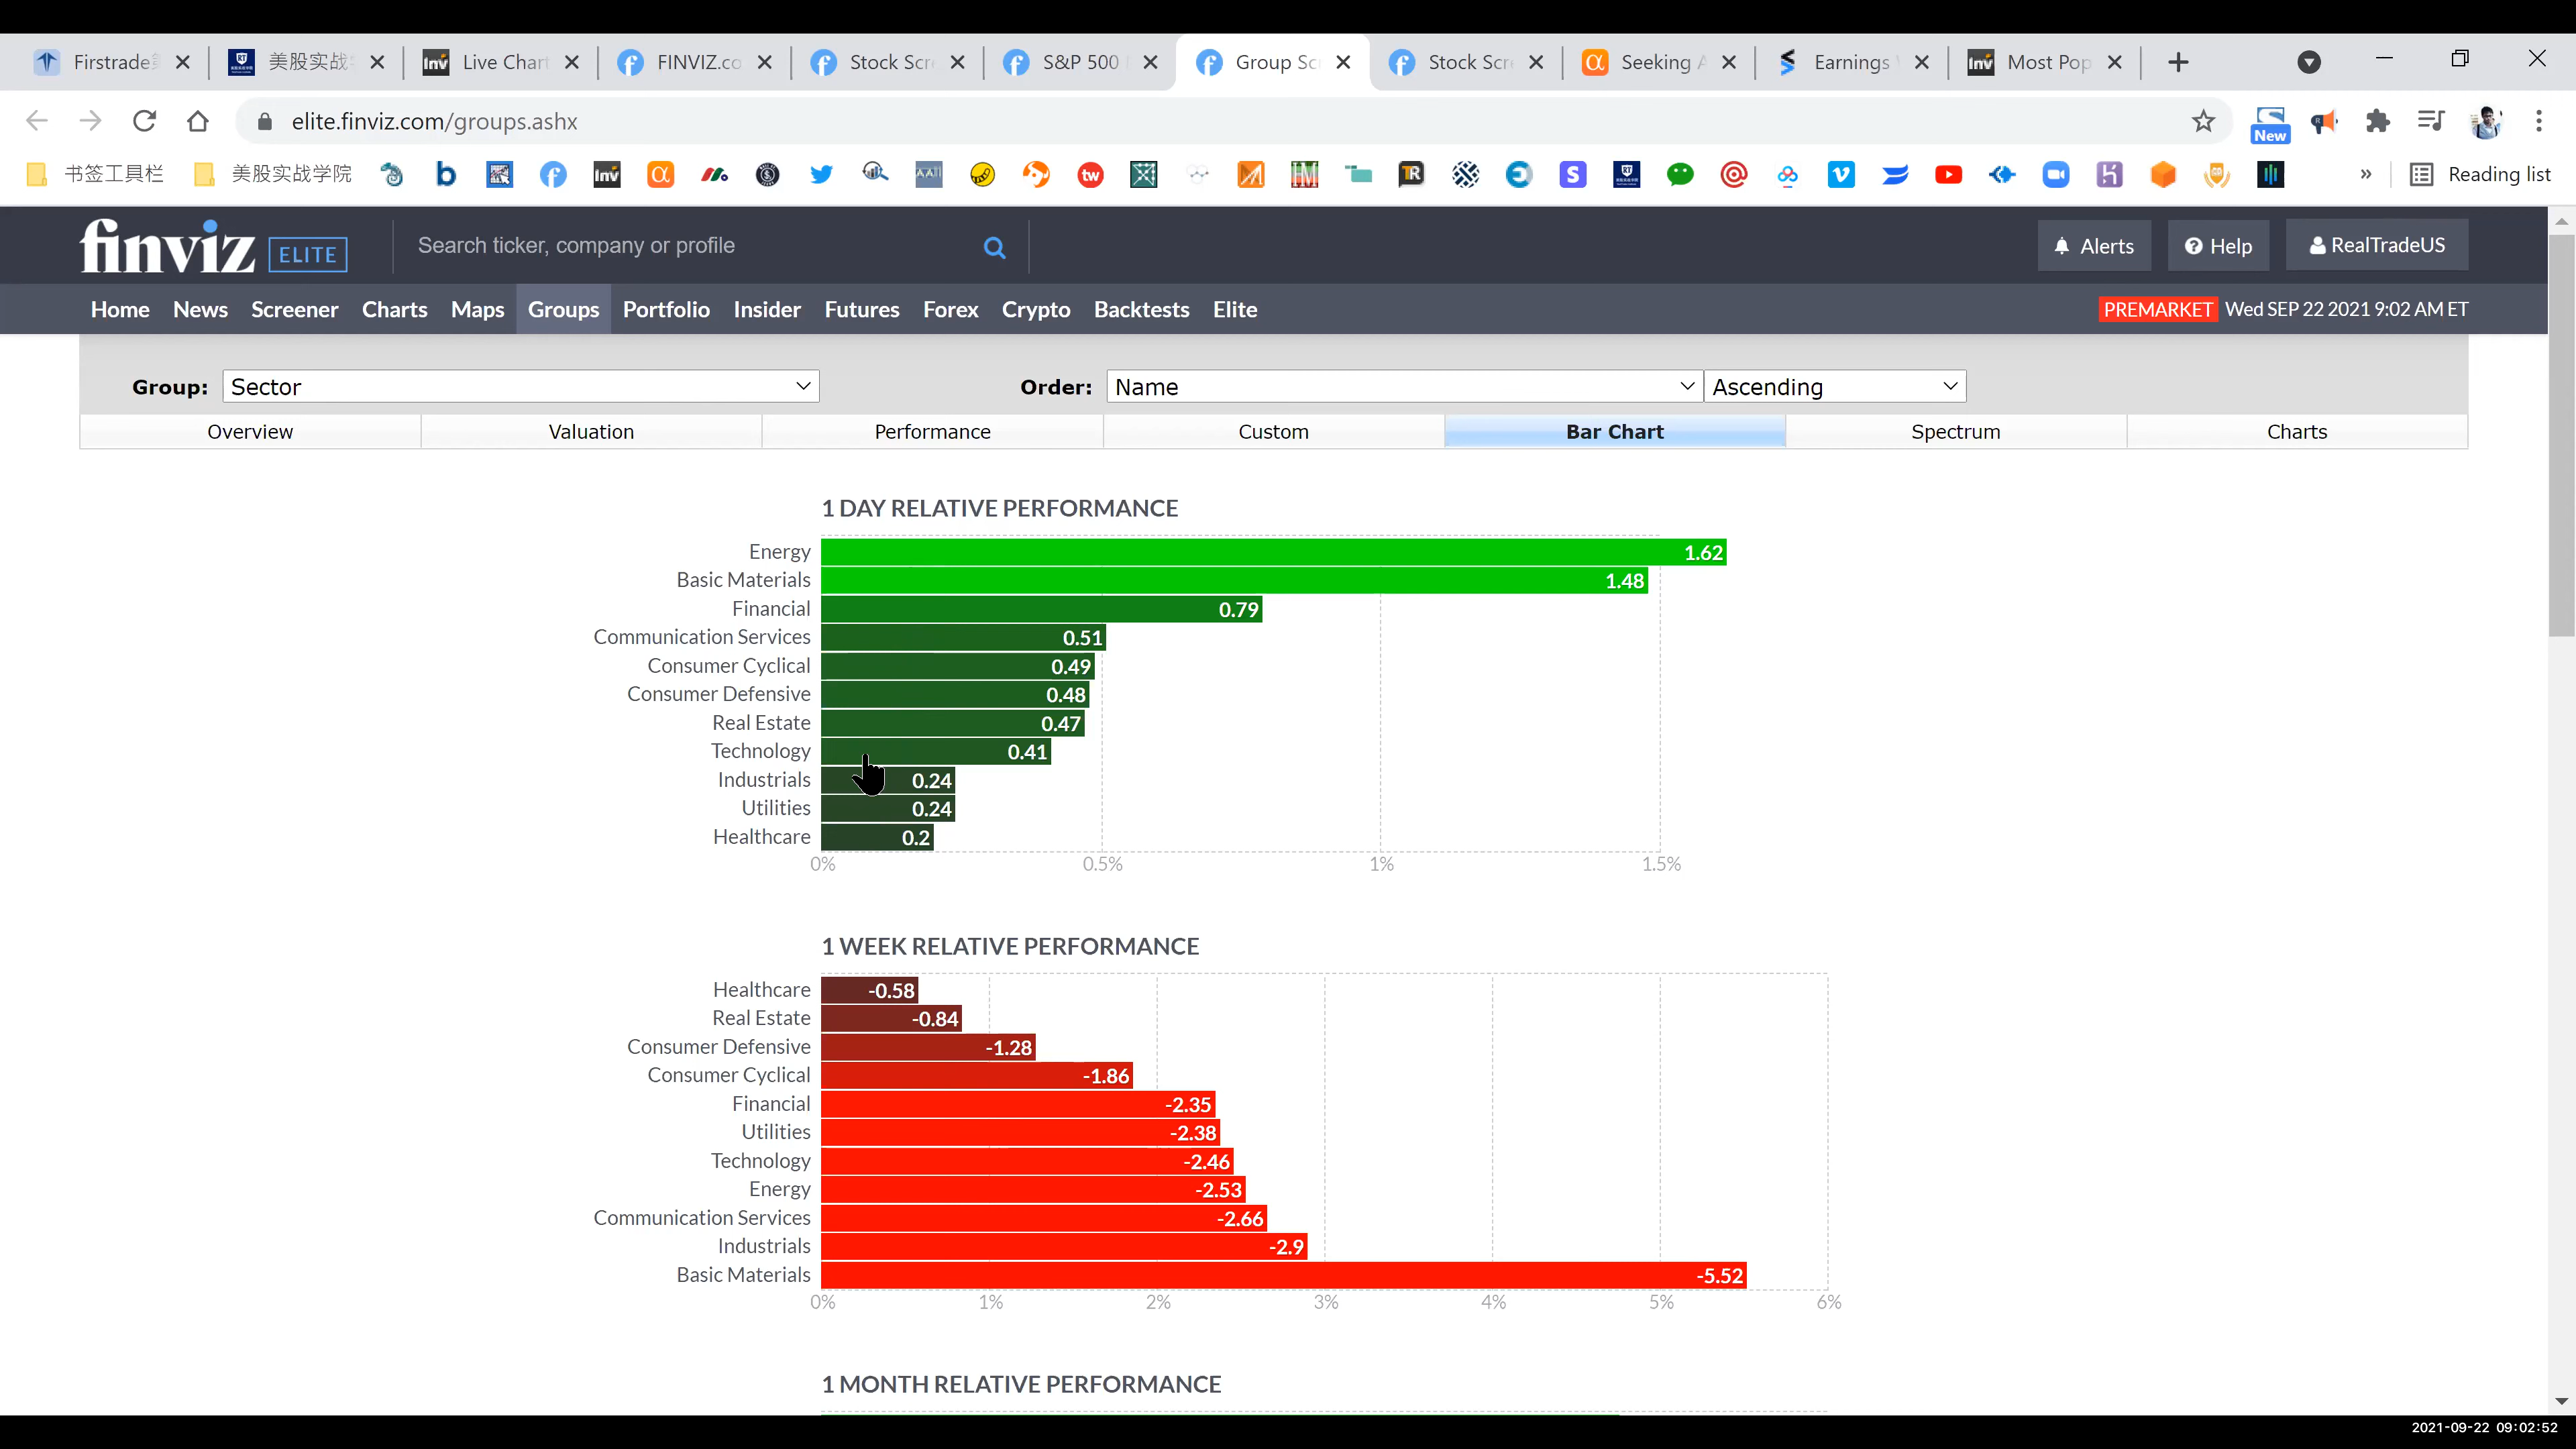 Firstrade
美股实战
Live Char
FINVIZ.co
Stock Scr
S&P 500
Group Sc
Stock Scre
Seeking A
Earnings
Most Pop
elite.finviz.com/groups.ashx
New
书签工具栏
美股实战学院
Reading list
finviz ELITE
Search ticker, company or profile
Alerts
Help
RealTradeUS
Home News Screener Charts Maps Groups Portfolio Insider Futures Forex Crypto Backtests Elite
PREMARKET Wed SEP 22 2021 9:02 AM ET
Group: Sector
Order: Name Ascending
Overview Valuation Performance Custom Bar Chart Spectrum Charts
1 DAY RELATIVE PERFORMANCE
Energy 1.62
Basic Materials 1.48
Financial 0.79
Communication Services 0.51
Consumer Cyclical 0.49
Consumer Defensive 0.48
Real Estate 0.47
Technology 0.41
Industrials 0.24
Utilities 0.24
Healthcare 0.2
0% 0.5% 1% 1.5%
1 WEEK RELATIVE PERFORMANCE
Healthcare -0.58
Real Estate -0.84
Consumer Defensive -1.28
Consumer Cyclical -1.86
Financial -2.35
Utilities -2.38
Technology -2.46
Energy -2.53
Communication Services -2.66
Industrials -2.9
Basic Materials -5.52
0% 1% 2% 3% 4% 5% 6%
1 MONTH RELATIVE PERFORMANCE
2021-09-22 09:02:52